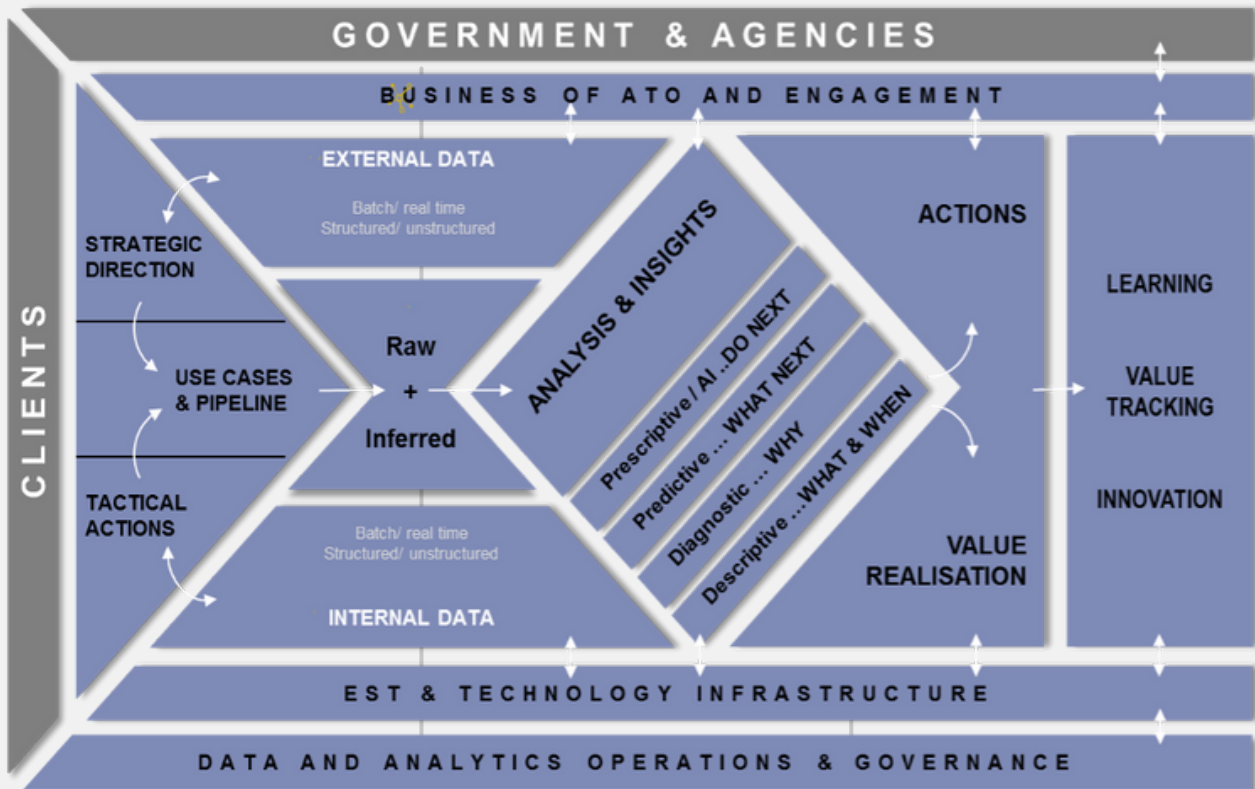 GOVERNMENT & AGENCIES
BUSINESS OF ATO AND ENGAGEMENT
CLIENTS
STRATEGIC
DIRECTION
USE CASES
& PIPELINE
TACTICAL
ACTIONS
EXTERNAL DATA
Batch/ real time
Structured/ unstructured
Raw
+
Inferred
Batch/ real time
Structured/ unstructured
INTERNAL DATA
ANALYSIS & INSIGHTS
Prescriptive / AI ..DO NEXT
Predictive ... WHAT NEXT
Diagnostic ... WHY
Descriptive ...WHAT & WHEN
ACTIONS
VALUE
REALISATION
LEARNING
VALUE
TRACKING
INNOVATION
EST & TECHNOLOGY INFRASTRUCTURE
DATA AND ANALYTICS OPERATIONS & GOVERNANCE